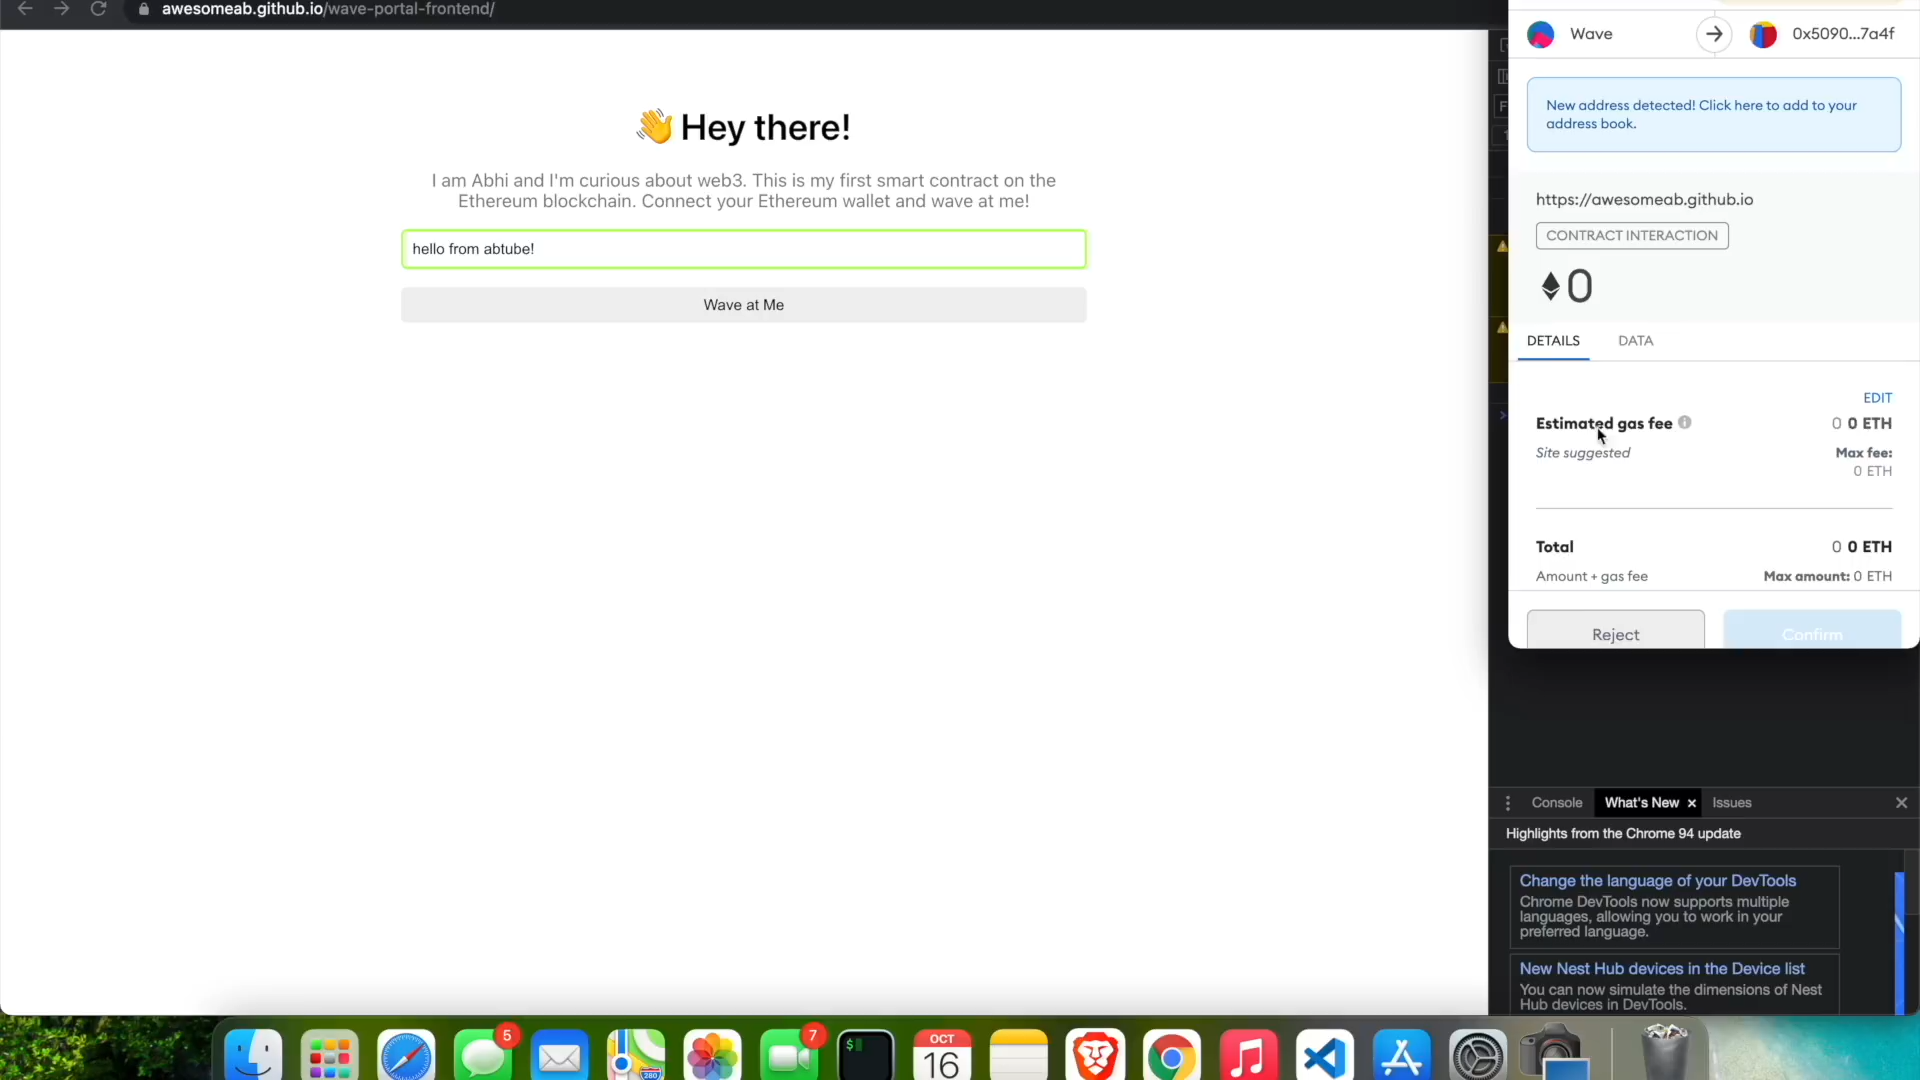 awesomeab.github.io/wave-portal-frontend/
👋 Hey there!
I am Abhi and I'm curious about web3. This is my first smart contract on the
Ethereum blockchain. Connect your Ethereum wallet and wave at me!
hello from abtube!
Wave at Me
Wave
0x5090...7a4f
New address detected! Click here to add to your
address book.
https://awesomeab.github.io
CONTRACT INTERACTION
0
DETAILS DATA
EDIT
Estimated gas fee 0 0 ETH
Site suggested Max fee:
0 ETH
Total 0 0 ETH
Amount + gas fee Max amount: 0 ETH
Reject Confirm
Console What's New × Issues
Highlights from the Chrome 94 update
Change the language of your DevTools
Chrome DevTools now supports multiple
languages, allowing you to work in your
preferred language.
New Nest Hub devices in the Device list
You can now simulate the dimensions of Nest
Hub devices in DevTools.
5
7
$
OCT
16
280